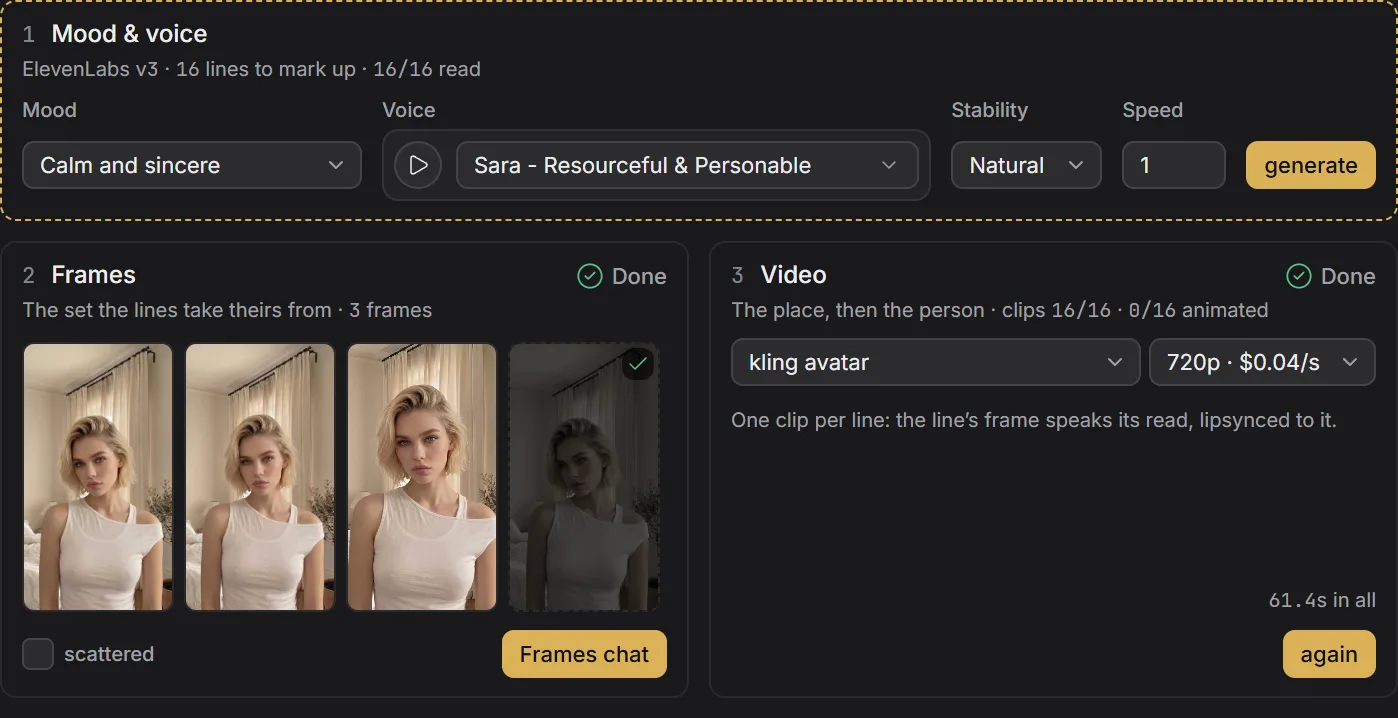 1 Mood & voice
ElevenLabs v3 · 16 lines to mark up · 16/16 read
Mood
Voice
Stability
Speed
Calm and sincere
Sara - Resourceful & Personable
Natural
1
generate
2 Frames
Done
The set the lines take theirs from · 3 frames
scattered
Frames chat
3 Video
Done
The place, then the person · clips 16/16 · 0/16 animated
kling avatar
720p · $0.04/s
One clip per line: the line’s frame speaks its read, lipsynced to it.
61.4s in all
again